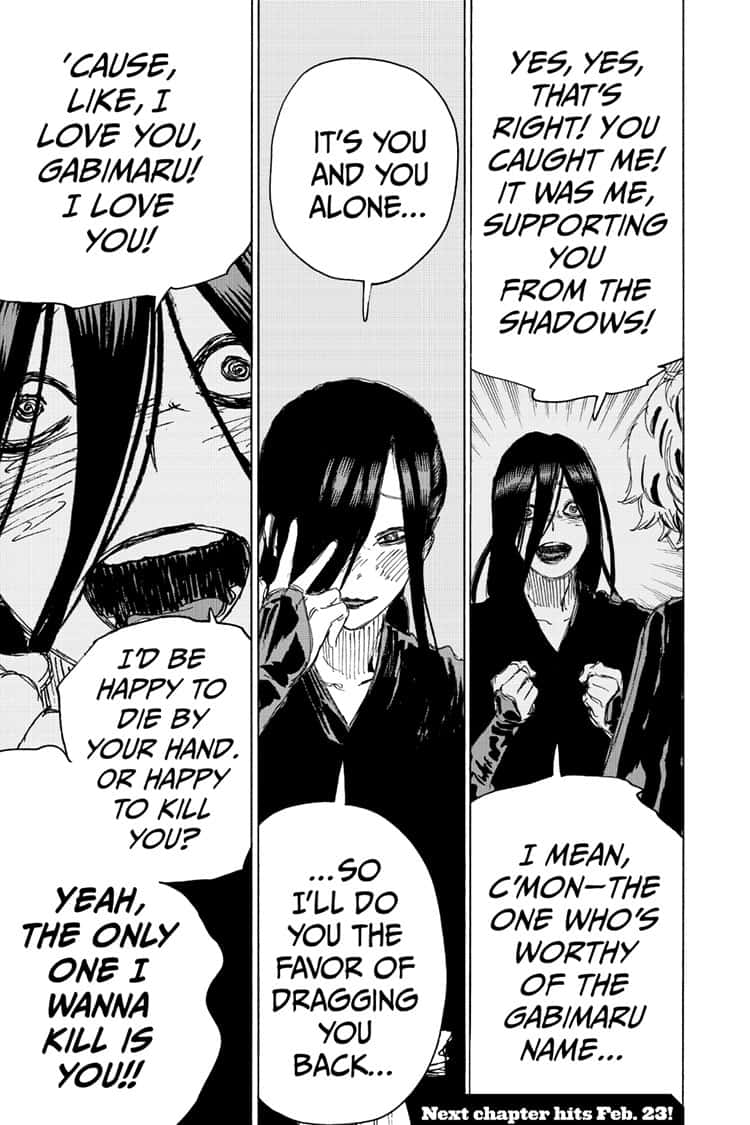 YES, YES,
THAT'S
RIGHT! YOU
CAUGHT ME!
IT WAS ME,
SUPPORTING
YOU
FROM THE
SHADOWS!
I MEAN,
C'MON—THE
ONE WHO'S
WORTHY
OF THE
GABIMARU
NAME...
IT'S YOU
AND YOU
ALONE...
...SO
I'LL DO
YOU THE
FAVOR OF
DRAGGING
YOU
BACK...
'CAUSE,
LIKE, I
LOVE YOU,
GABIMARU!
I LOVE
YOU!
I'D BE
HAPPY TO
DIE BY
YOUR HAND.
OR HAPPY
TO KILL
YOU?
YEAH,
THE ONLY
ONE I
WANNA
KILL IS
YOU!!
Next chapter hits Feb. 23!